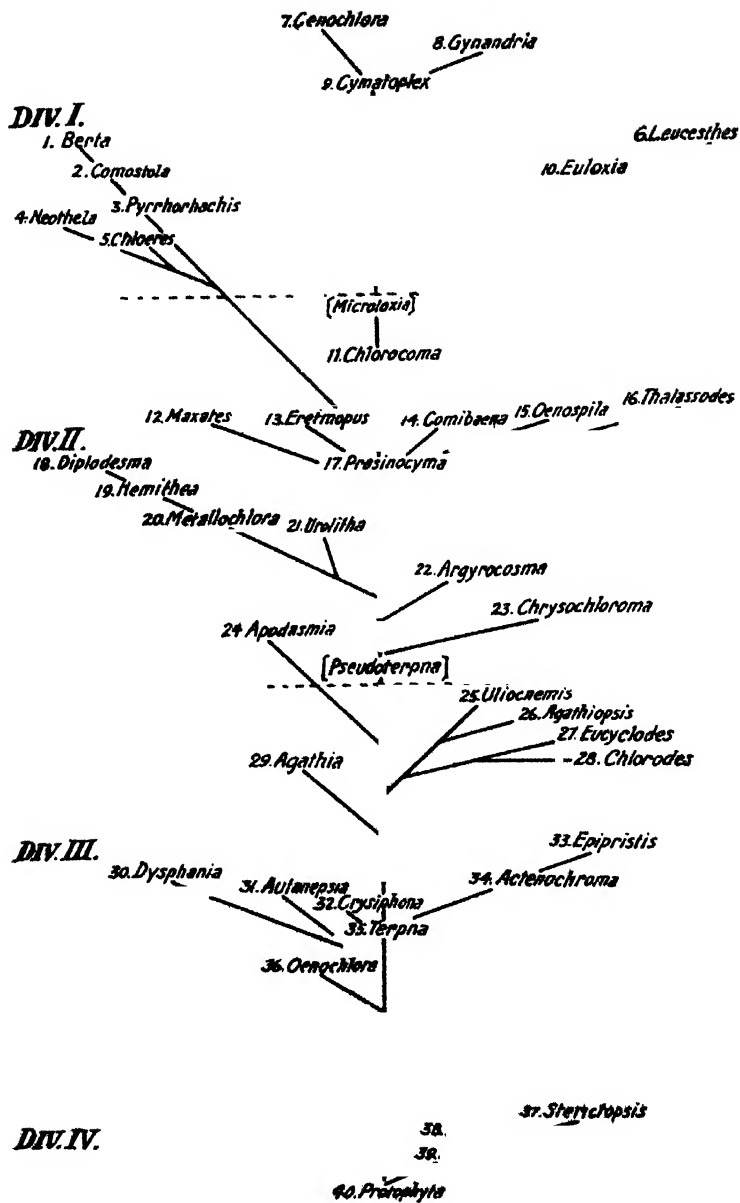 7. Cenochlora
8. Gynandria
9. Cymatoplex
DIV. I.
6. Leucesthes
1. Berta
10. Euloxia
2. Comostola
3. Pyrrhorhachis
4. Neothela
5. Chloeres
[Microloxia]
11. Chlorocoma
16. Thalassodes
12. Maxates
13. Eretmopus
14. Comibaena
15. Oenospila
DIV. II.
18. Diplodesma
17. Prasinocyma
19. Hemithea
20. Metallochlora
21. Urolitha
22. Argyrocosma
23. Chrysochloroma
24 Apodasmia
[Pseudoterpna]
25. Uliocnemis
26. Agathiopsis
27. Eucyclodes
29. Agathia
28. Chlorodes
33. Epipristis
DIV. III.
30. Dysphania
31. Aulanepsia
34. Actenochroma
32. Crysiphona
35. Terpna
36. Oenochlora
37. Sterictopsis
38.
DIV. IV.
39.
40. Protophyta